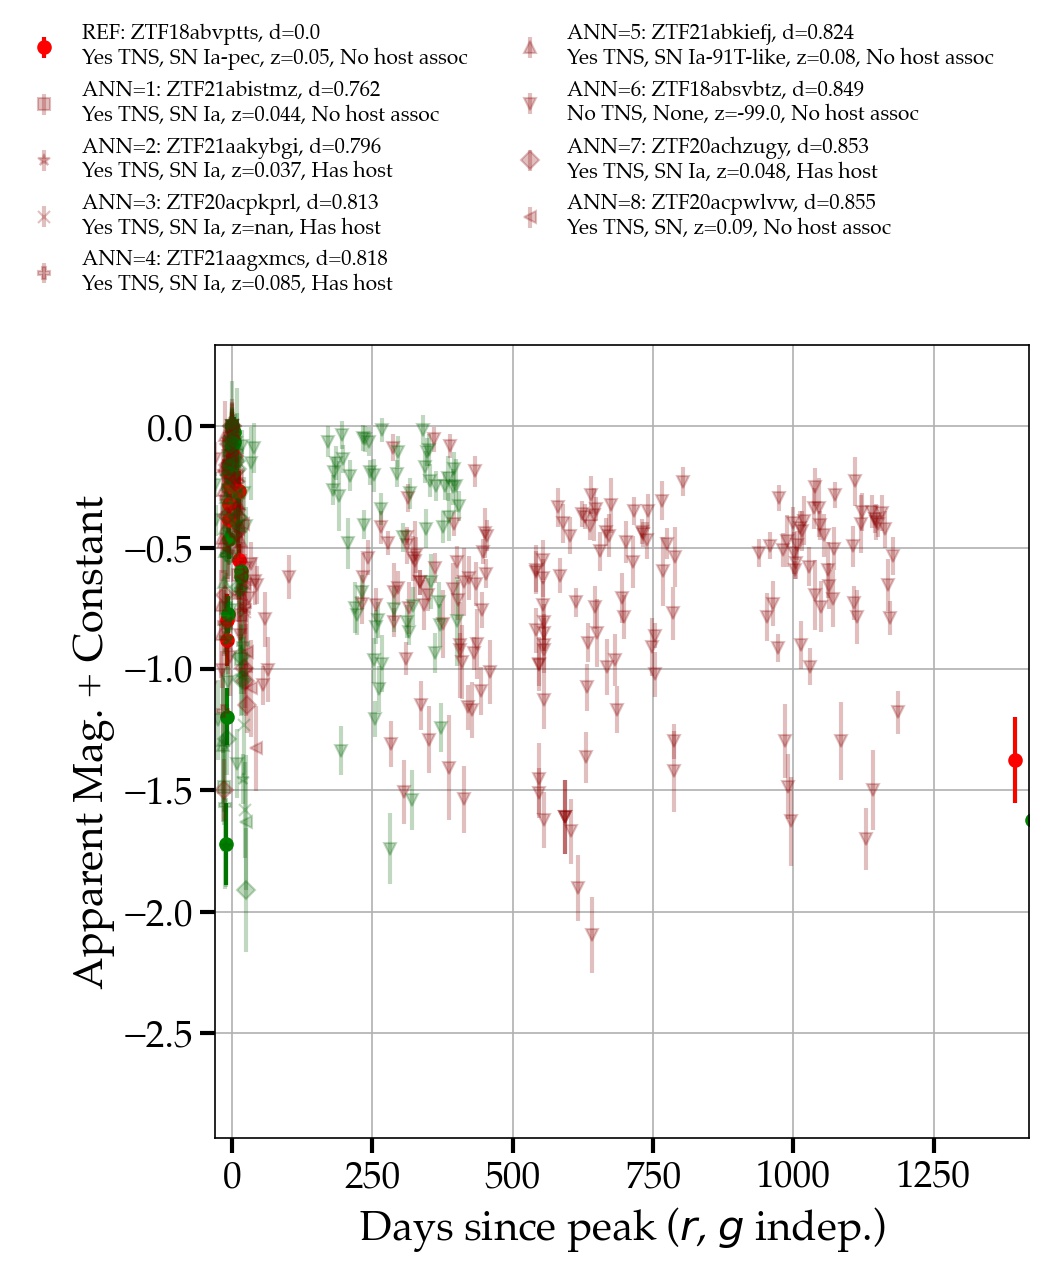 REF: ZTF18abvptts, d=0.0
Yes TNS, SN Ia-pec, z=0.05, No host assoc
ANN=1: ZTF21abistmz, d=0.762
Yes TNS, SN Ia, z=0.044, No host assoc
ANN=2: ZTF21aakybgi, d=0.796
Yes TNS, SN Ia, z=0.037, Has host
ANN=3: ZTF20acpkprl, d=0.813
Yes TNS, SN Ia, z=nan, Has host
ANN=4: ZTF21aagxmcs, d=0.818
Yes TNS, SN Ia, z=0.085, Has host
ANN=5: ZTF21abkiefj, d=0.824
Yes TNS, SN Ia-91T-like, z=0.08, No host assoc
ANN=6: ZTF18absvbtz, d=0.849
No TNS, None, z=-99.0, No host assoc
ANN=7: ZTF20achzugy, d=0.853
Yes TNS, SN Ia, z=0.048, Has host
ANN=8: ZTF20acpwlvw, d=0.855
Yes TNS, SN, z=0.09, No host assoc
Apparent Mag. + Constant
0.0
−0.5
−1.0
−1.5
−2.0
−2.5
0 250 500 750 1000 1250
Days since peak (r, g indep.)